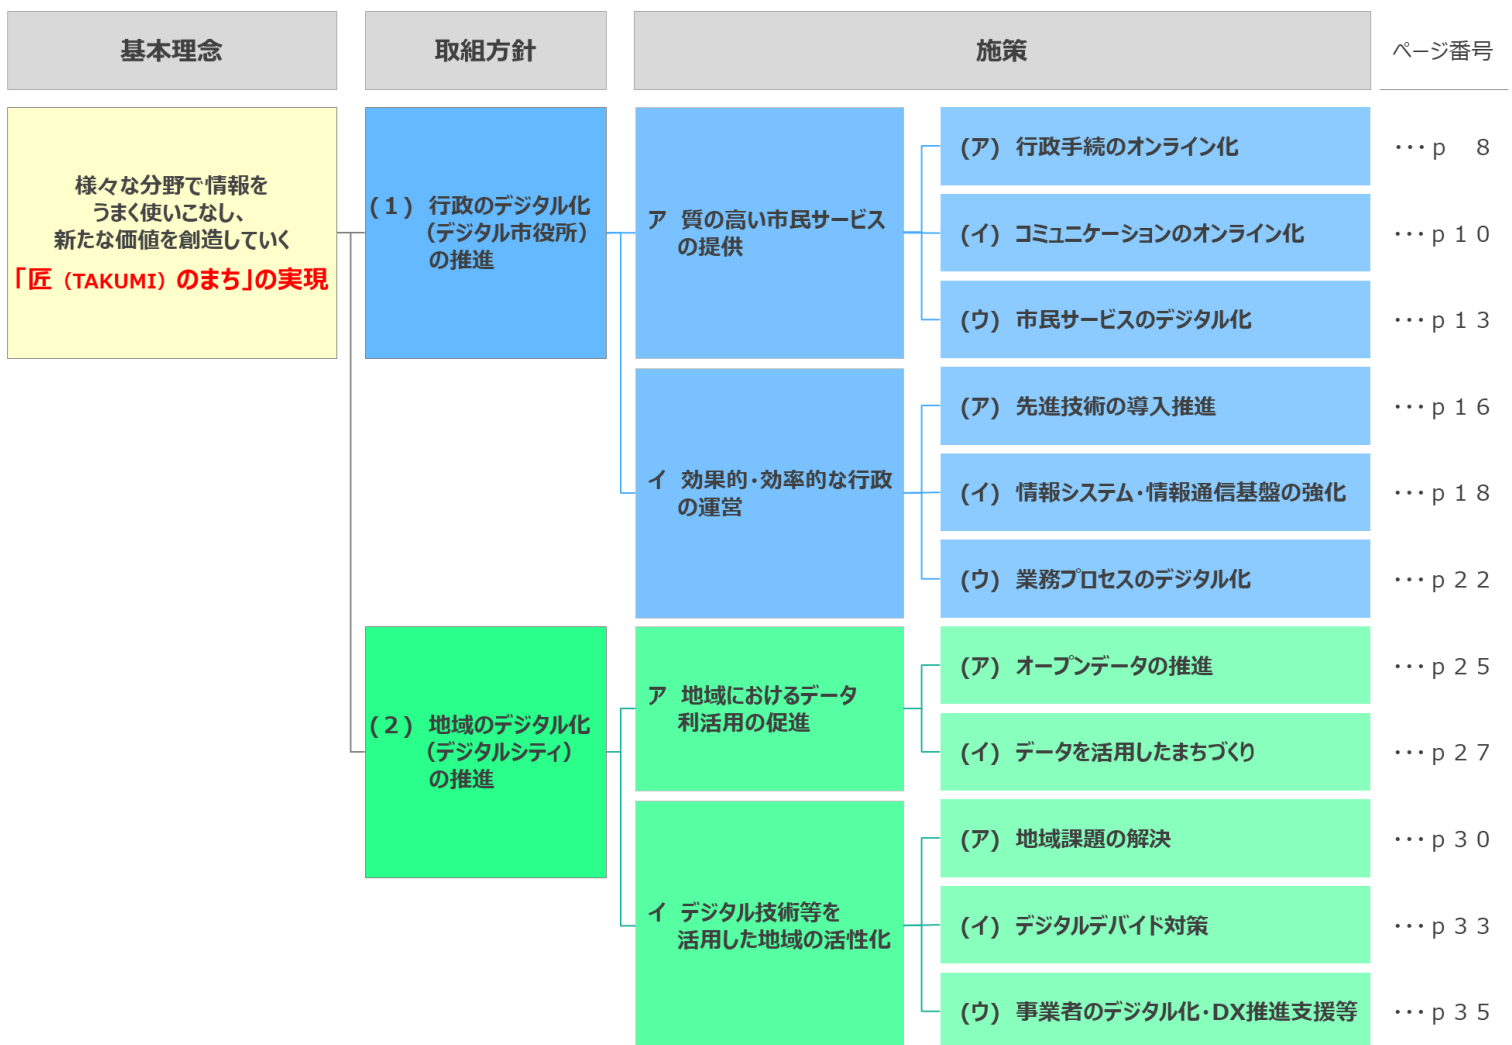 基本理念
取組方針
施策
ページ番号
様々な分野で情報を
うまく使いこなし、
新たな価値を創造していく
「匠（TAKUMI）のまち」の実現
(１) 行政のデジタル化
（デジタル市役所）
の推進
ア 質の高い市民サービス
の提供
(ア) 行政手続のオンライン化
･･･ｐ　８
(イ) コミュニケーションのオンライン化
･･･ｐ１０
(ウ) 市民サービスのデジタル化
･･･ｐ１３
イ 効果的･効率的な行政
の運営
(ア) 先進技術の導入推進
･･･ｐ１６
(イ) 情報システム･情報通信基盤の強化
･･･ｐ１８
(ウ) 業務プロセスのデジタル化
･･･ｐ２２
(２) 地域のデジタル化
（デジタルシティ）
の推進
ア 地域におけるデータ
利活用の促進
(ア) オープンデータの推進
･･･ｐ２５
(イ) データを活用したまちづくり
･･･ｐ２７
イ デジタル技術等を
活用した地域の活性化
(ア) 地域課題の解決
･･･ｐ３０
(イ) デジタルデバイド対策
･･･ｐ３３
(ウ) 事業者のデジタル化･DX推進支援等
･･･ｐ３５